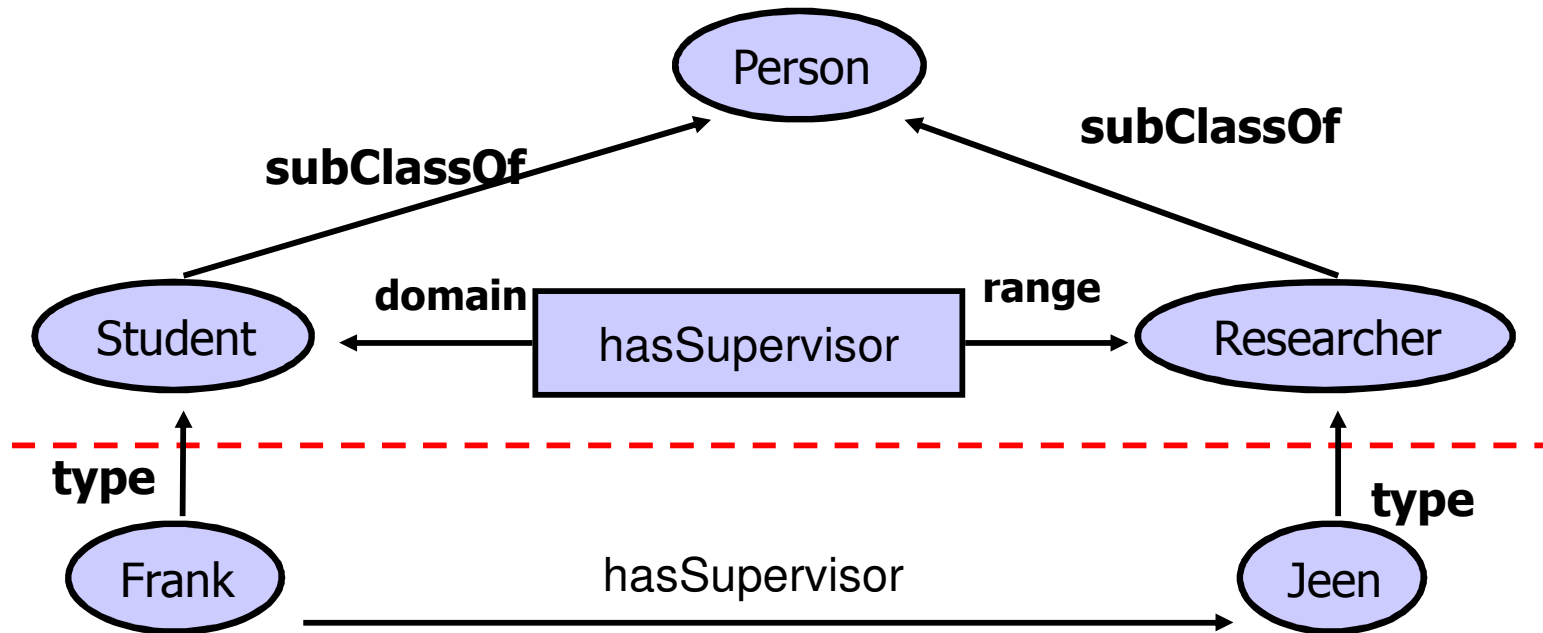 Person
subClassOf
subClassOf
domain
range
Student
hasSupervisor
Researcher
type
type
Frank
hasSupervisor
Jeen